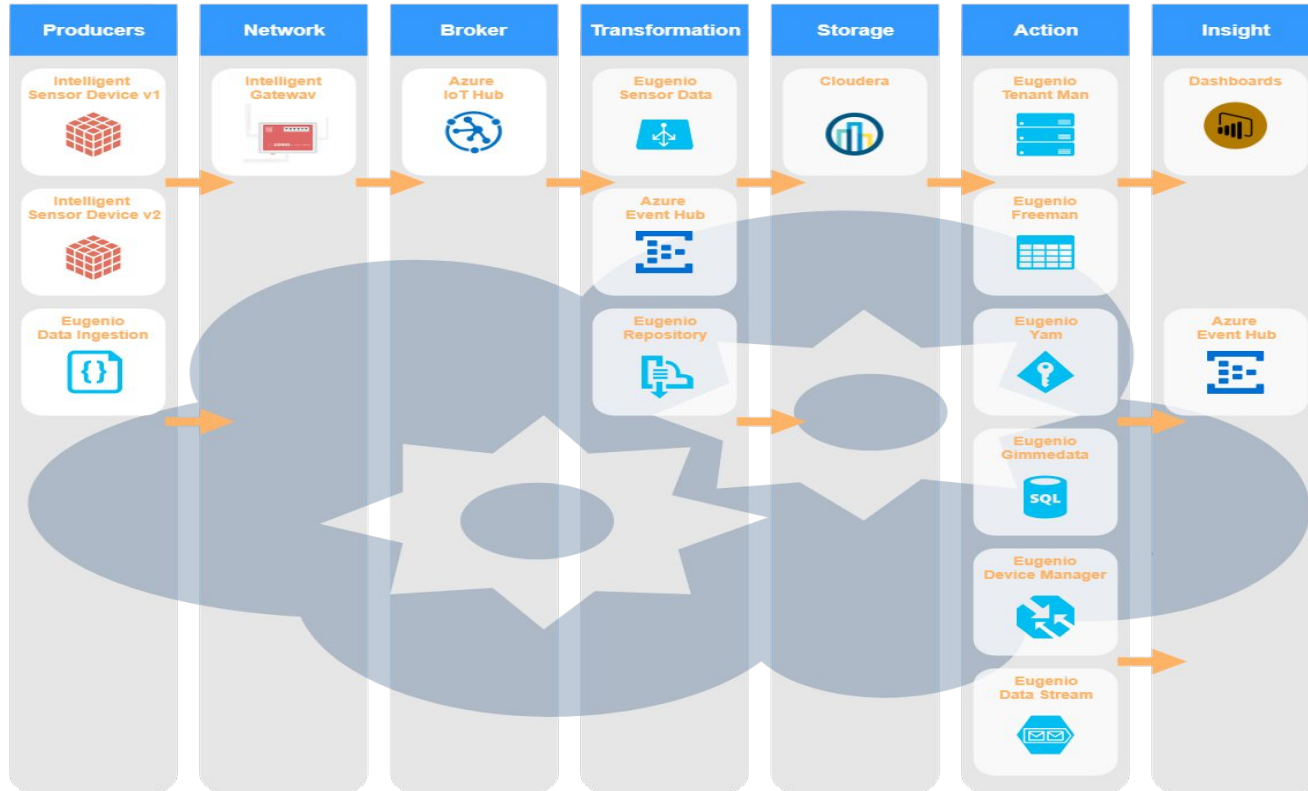 Producers
Network
Broker
Transformation
Storage
Action
Insight
Intelligent
Sensor Device v1
Intelligent
Sensor Device v2
Eugenio
Data Ingestion
{}
Intelligent
Gatewav
Azure
IoT Hub
Eugenio
Sensor Data
Azure
Event Hub
Eugenio
Repository
Cloudera
Eugenio
Tenant Man
Eugenio
Freeman
Eugenio
Yam
Eugenio
Gimmedata
SQL
Eugenio
Device Manager
Eugenio
Data Stream
Dashboards
Azure
Event Hub